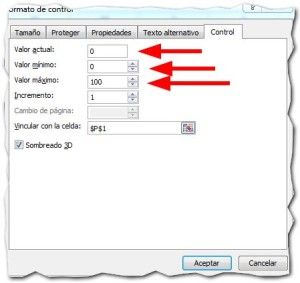 ormato de control
Tamaño Proteger Propiedades Texto alternativo Control
Valor actual: 0
Valor mínimo: 0
Valor máximo: 100
Incremento: 1
Cambio de página:
Vincular con la celda: $P$1
Sombreado 3D
Aceptar Cancelar